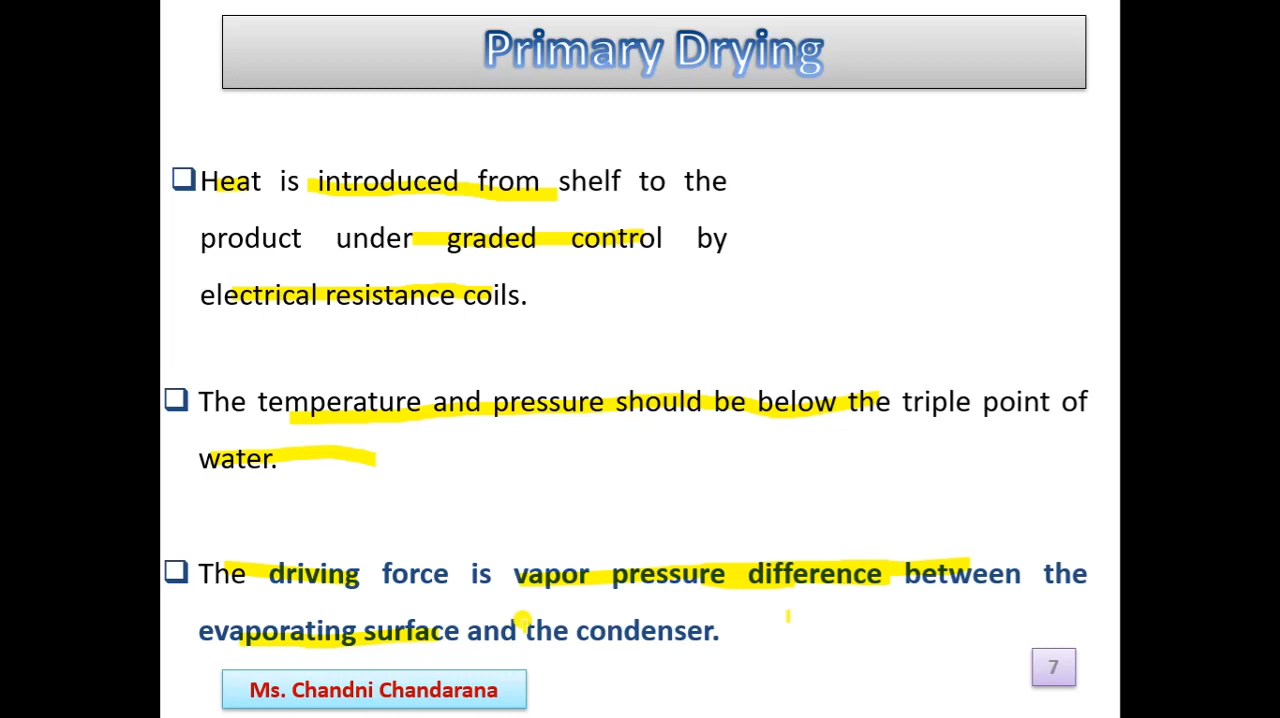 Primary Drying
Heat is introduced from shelf to the
product under graded control by
electrical resistance coils.
The temperature and pressure should be below the triple point of
water.
The driving force is vapor pressure difference between the
evaporating surface and the condenser.
7
Ms. Chandni Chandarana